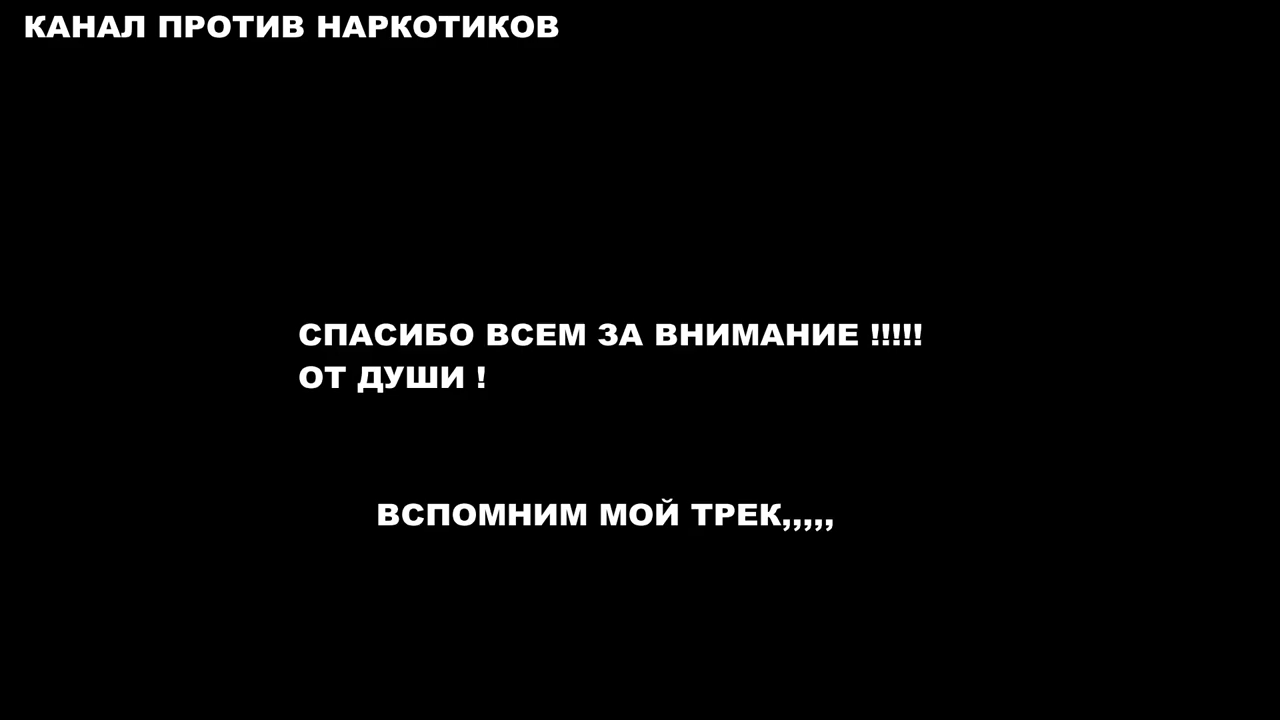 КАНАЛ ПРОТИВ НАРКОТИКОВ
СПАСИБО ВСЕМ ЗА ВНИМАНИЕ !!!!!
ОТ ДУШИ !
ВСПОМНИМ МОЙ ТРЕК,,,,,